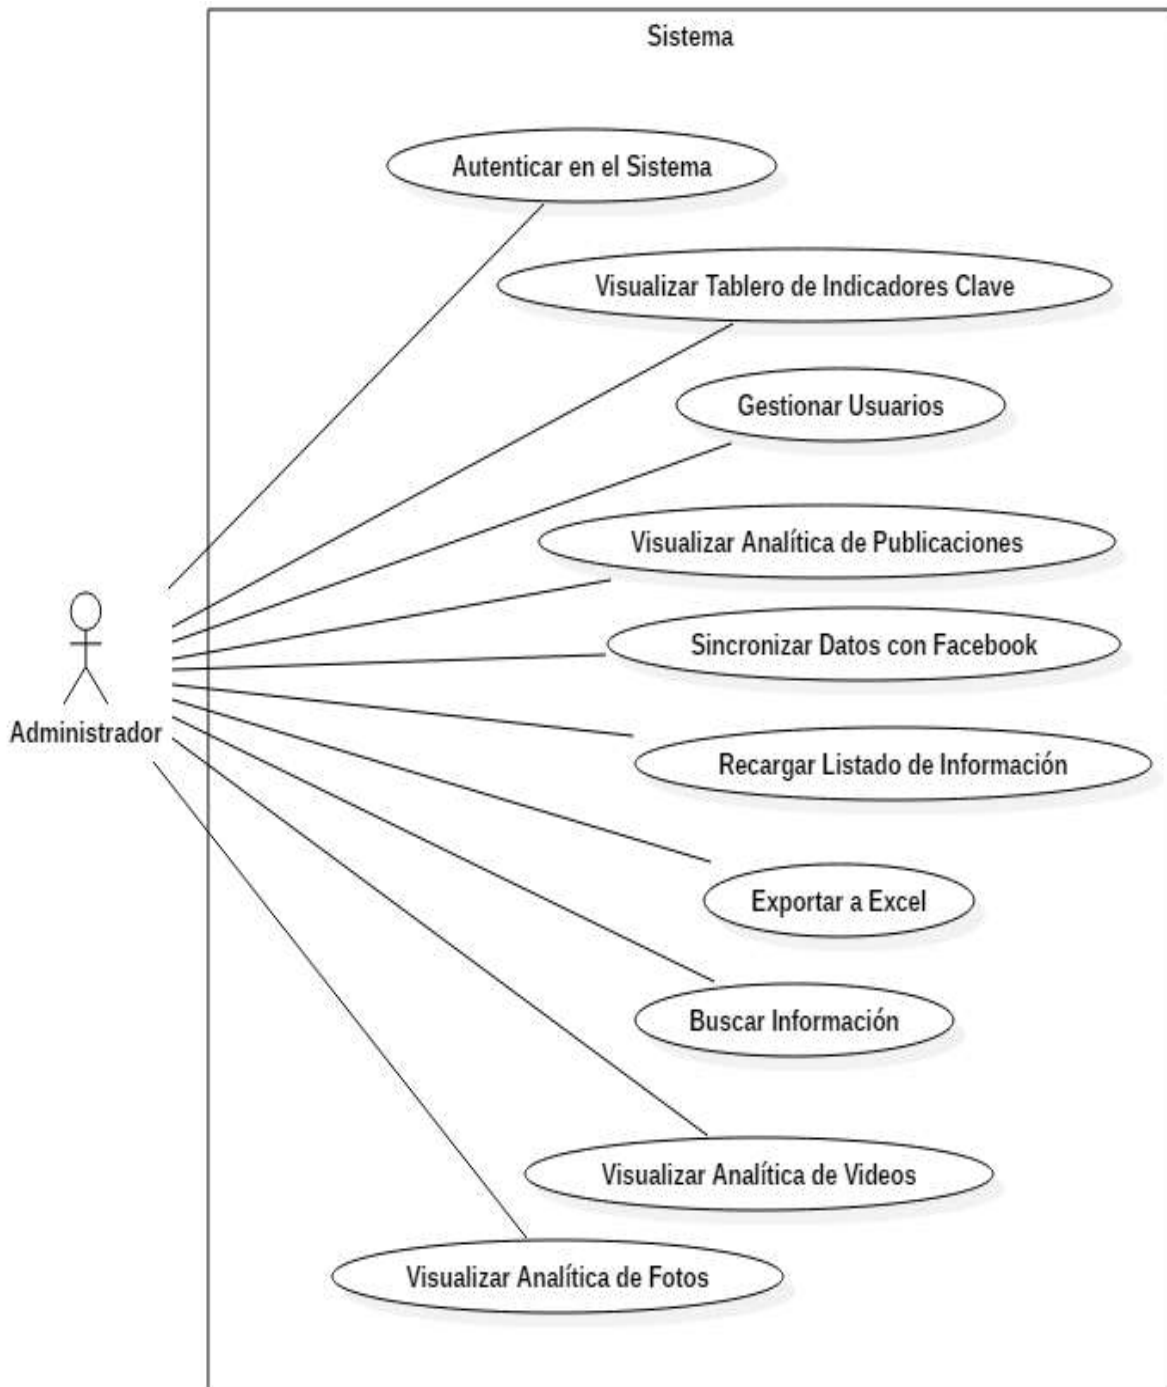 Sistema
Autenticar en el Sistema
Visualizar Tablero de Indicadores Clave
Gestionar Usuarios
Visualizar Analítica de Publicaciones
Sincronizar Datos con Facebook
Administrador
Recargar Listado de Información
Exportar a Excel
Buscar Información
Visualizar Analítica de Videos
Visualizar Analítica de Fotos